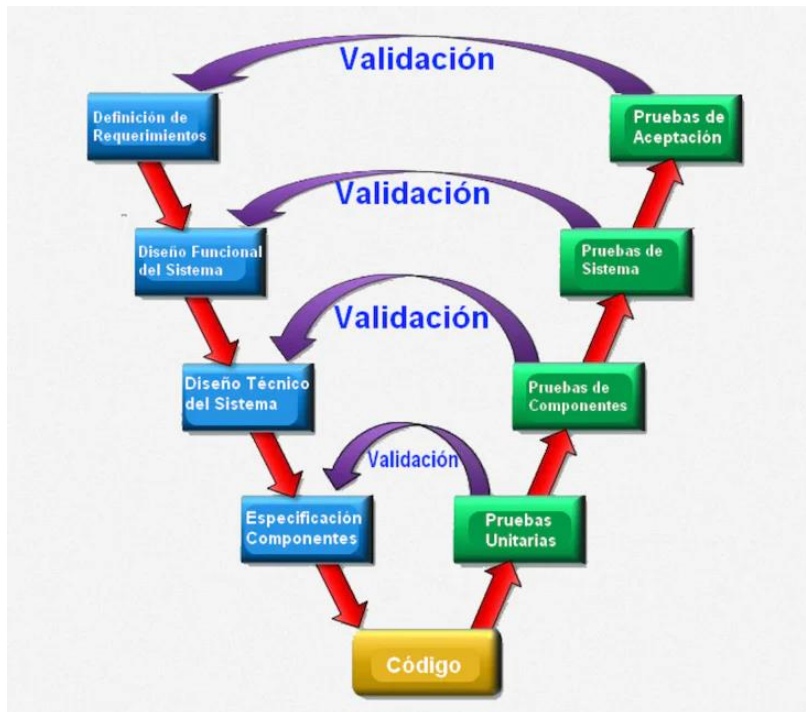 Validación
Definición de
Requerimientos
Pruebas de
Aceptación
Validación
Diseño Funcional
del Sistema
Pruebas de
Sistema
Validación
Diseño Técnico
del Sistema
Pruebas de
Componentes
Validación
Especificación
Componentes
Pruebas
Unitarias
Código